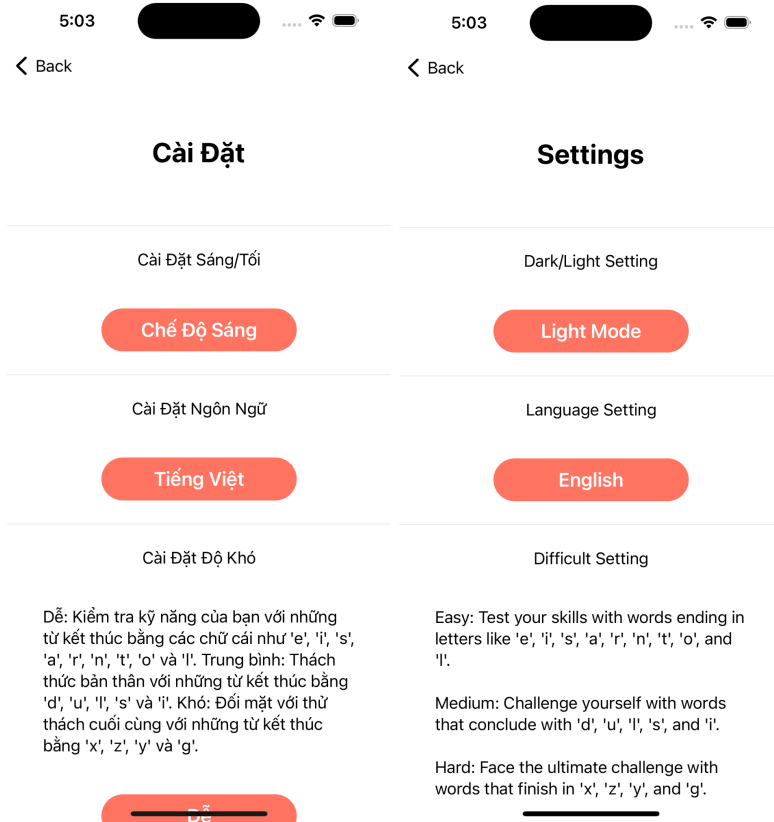 5:03
Back
Cài Đặt
Cài Đặt Sáng/Tối
Chế Độ Sáng
Cài Đặt Ngôn Ngữ
Tiếng Việt
Cài Đặt Độ Khó
Dễ: Kiểm tra kỹ năng của bạn với những
từ kết thúc bằng các chữ cái như 'e', 'i', 's',
'a', 'r', 'n', 't', 'o' và 'l'. Trung bình: Thách
thức bản thân với những từ kết thúc bằng
'd', 'u', 'l', 's' và 'i'. Khó: Đối mặt với thử
thách cuối cùng với những từ kết thúc
bằng 'x', 'z', 'y' và 'g'.
Dễ
5:03
Back
Settings
Dark/Light Setting
Light Mode
Language Setting
English
Difficult Setting
Easy: Test your skills with words ending in
letters like 'e', 'i', 's', 'a', 'r', 'n', 't', 'o', and
'l'.
Medium: Challenge yourself with words
that conclude with 'd', 'u', 'l', 's', and 'i'.
Hard: Face the ultimate challenge with
words that finish in 'x', 'z', 'y', and 'g'.